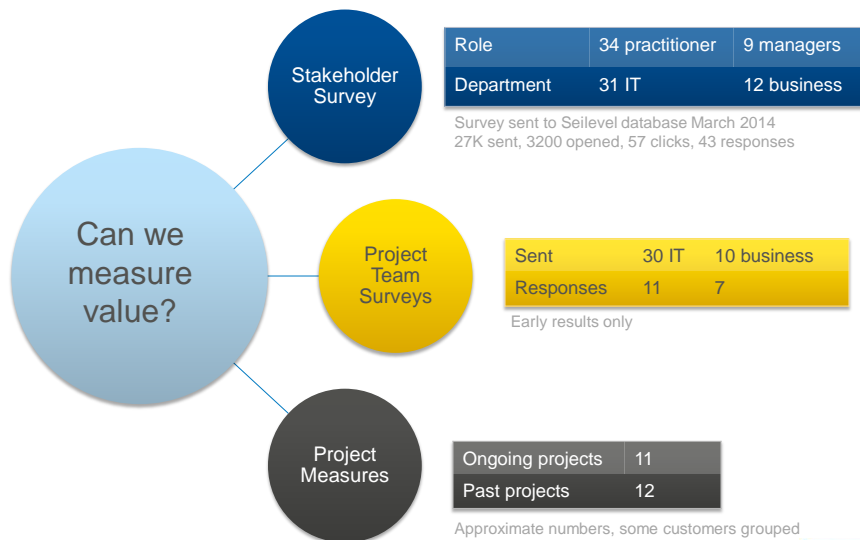 Can we
measure
value?
Stakeholder
Survey
Role 34 practitioner 9 managers
Department 31 IT 12 business
Survey sent to Seilevel database March 2014
27K sent, 3200 opened, 57 clicks, 43 responses
Project
Team
Surveys
Sent 30 IT 10 business
Responses 11 7
Early results only
Project
Measures
Ongoing projects 11
Past projects 12
Approximate numbers, some customers grouped